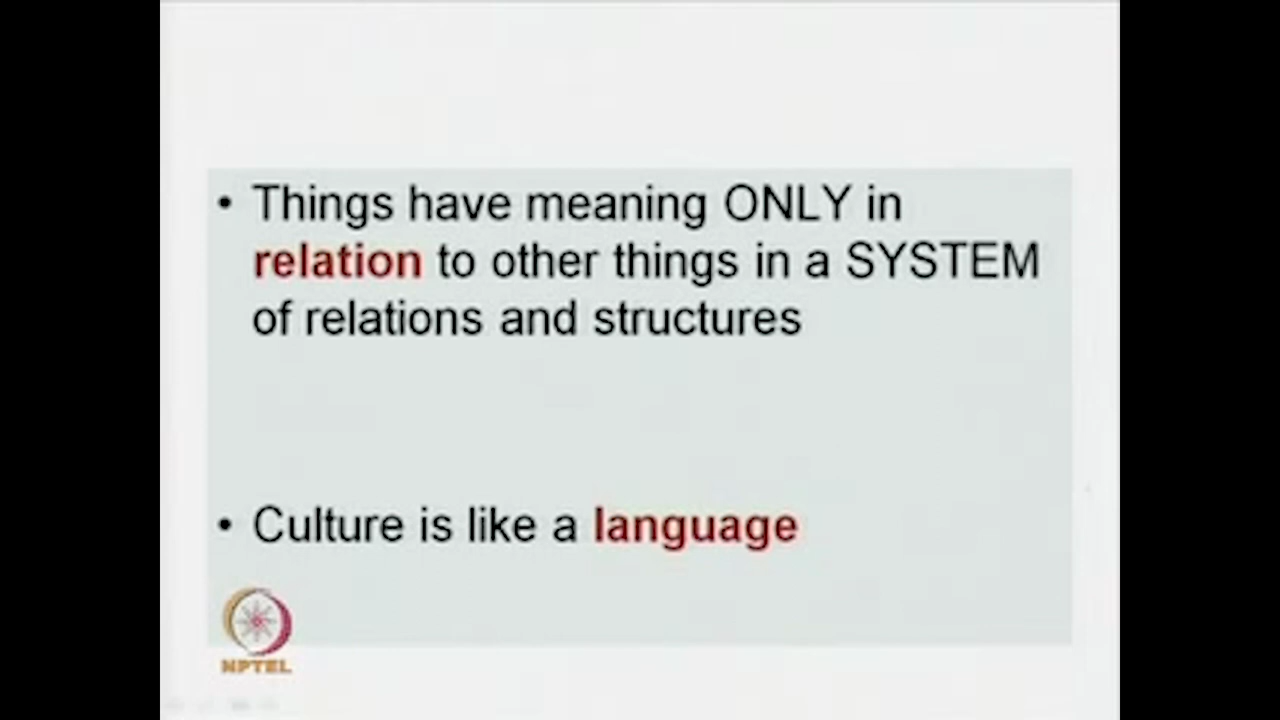 • Things have meaning ONLY in
relation to other things in a SYSTEM
of relations and structures
• Culture is like a language
NPTEL